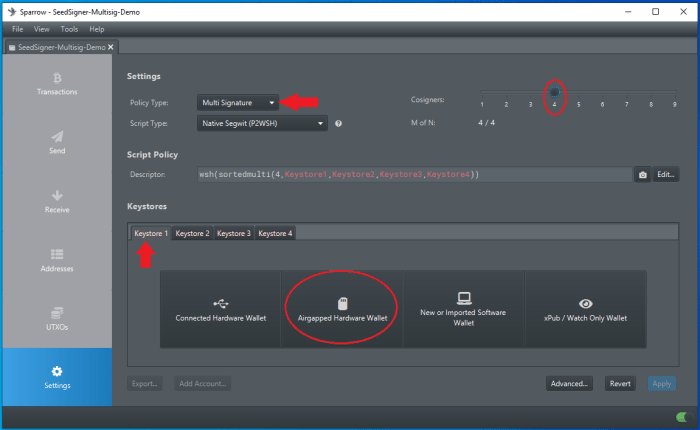 Sparrow - SeedSigner-Multisig-Demo
File View Tools Help
SeedSigner-Multisig-Demo
Transactions
Send
Receive
Addresses
UTXOs
Settings
Settings
Policy Type: Multi Signature
Cosigners:
1 2 3 4 5 6 7 8 9
Script Type: Native Segwit (P2WSH)
M of N: 4 / 4
Script Policy
Descriptor: wsh(sortedmulti(4,Keystore1,Keystore2,Keystore3,Keystore4)) Edit...
Keystores
Keystore 1 Keystore 2 Keystore 3 Keystore 4
Connected Hardware Wallet
Airgapped Hardware Wallet
New or Imported Software
Wallet
xPub / Watch Only Wallet
Export... Add Account... Advanced... Revert Apply